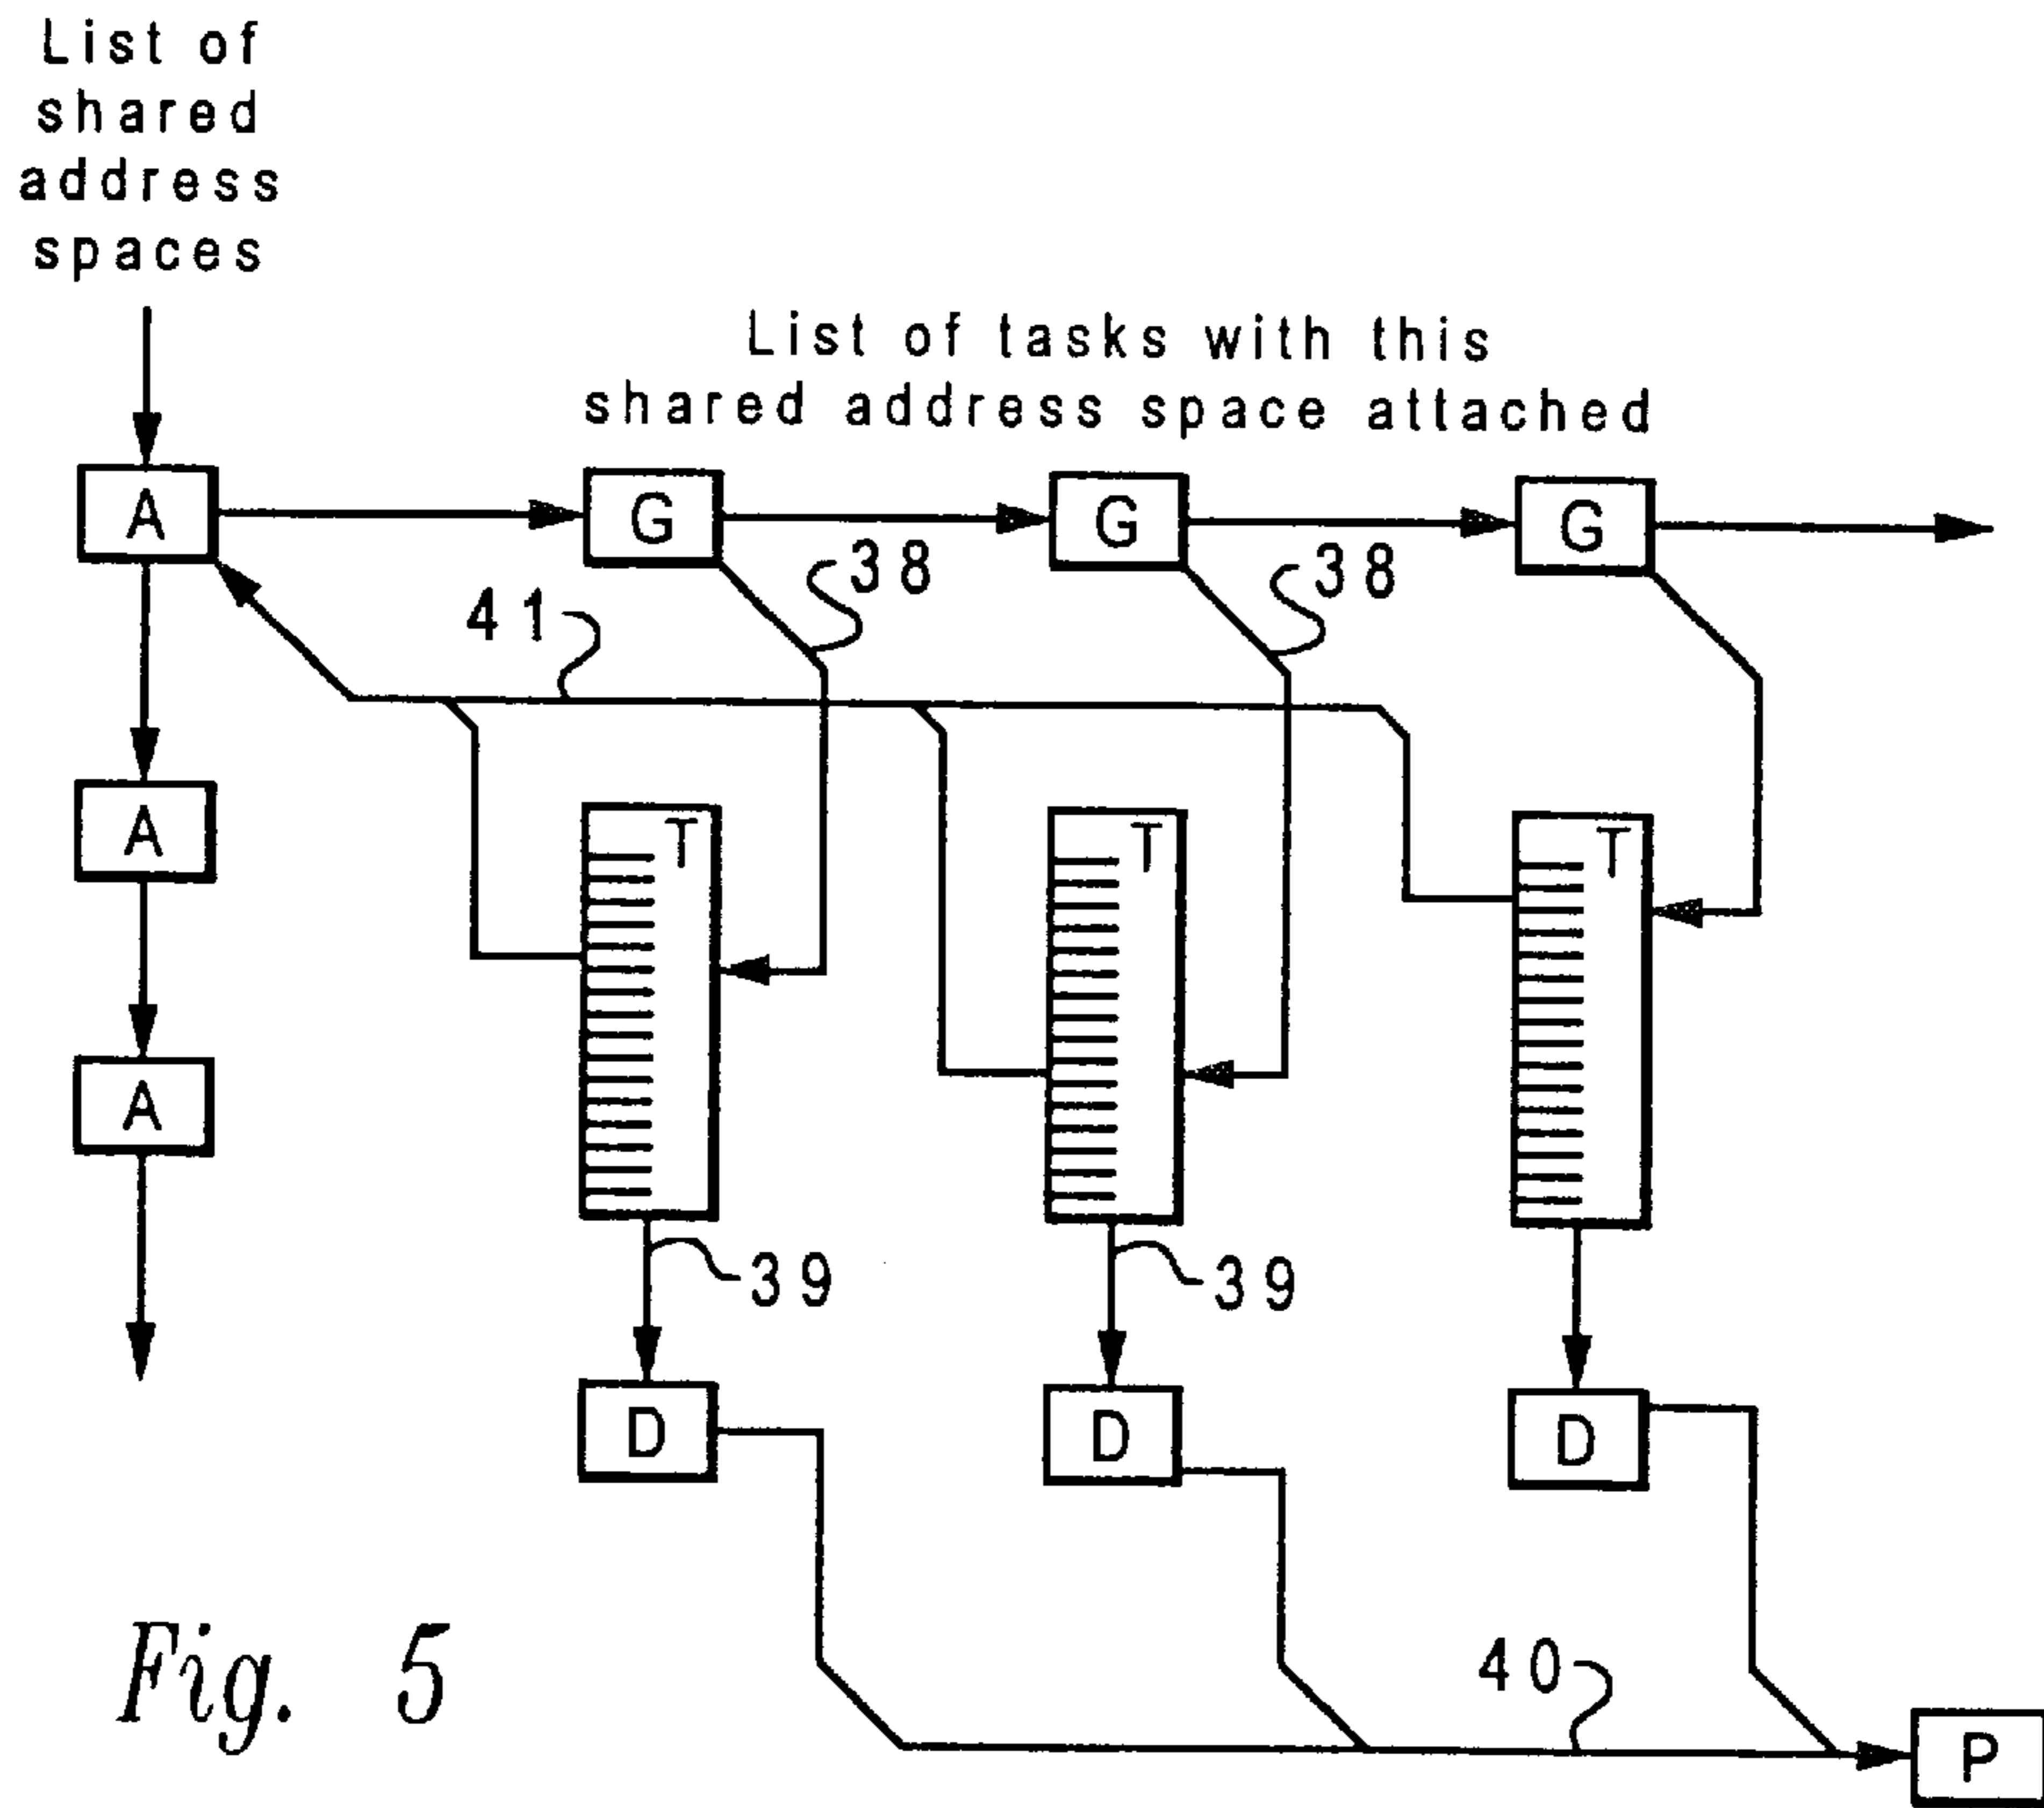 List of
shared
address
spaces
List of tasks with this
shared address space attached
A
G
G
G
38
38
41
A
T
T
T
A
39
39
D
D
D
40
P
Fig. 5